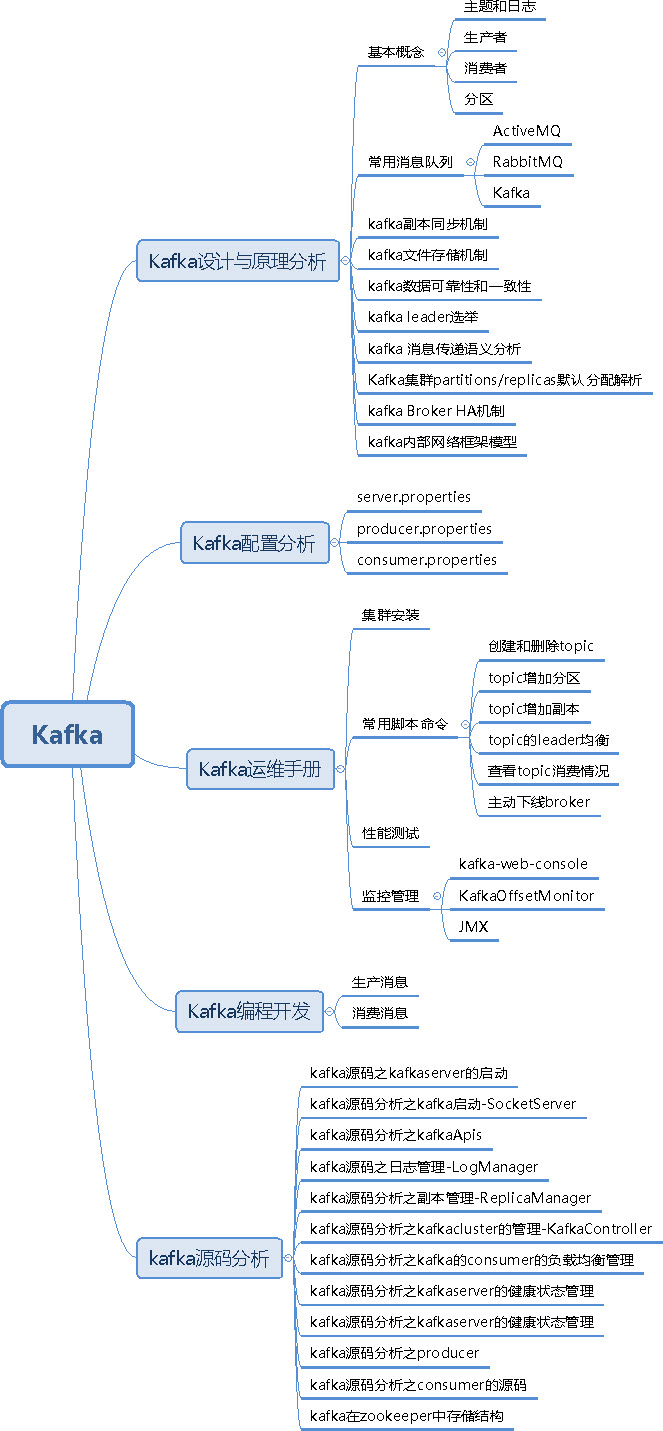 主题和日志
生产者
基本概念
消费者
分区
ActiveMQ
常用消息队列
RabbitMQ
Kafka
kafka副本同步机制
Kafka设计与原理分析
kafka文件存储机制
kafka数据可靠性和一致性
kafka leader选举
kafka 消息传递语义分析
Kafka集群partitions/replicas默认分配解析
kafka Broker HA机制
kafka内部网络框架模型
server.properties
Kafka配置分析
producer.properties
consumer.properties
集群安装
创建和删除topic
topic增加分区
topic增加副本
常用脚本命令
Kafka
topic的leader均衡
Kafka运维手册
查看topic消费情况
主动下线broker
性能测试
kafka-web-console
监控管理
KafkaOffsetMonitor
JMX
生产消息
Kafka编程开发
消费消息
kafka源码之kafkaserver的启动
kafka源码分析之kafka启动-SocketServer
kafka源码分析之kafkaApis
kafka源码之日志管理-LogManager
kafka源码分析之副本管理-ReplicaManager
kafka源码分析之kafkacluster的管理-KafkaController
kafka源码分析
kafka源码分析之kafka的consumer的负载均衡管理
kafka源码分析之kafkaserver的健康状态管理
kafka源码分析之kafkaserver的健康状态管理
kafka源码分析之producer
kafka源码分析之consumer的源码
kafka在zookeeper中存储结构